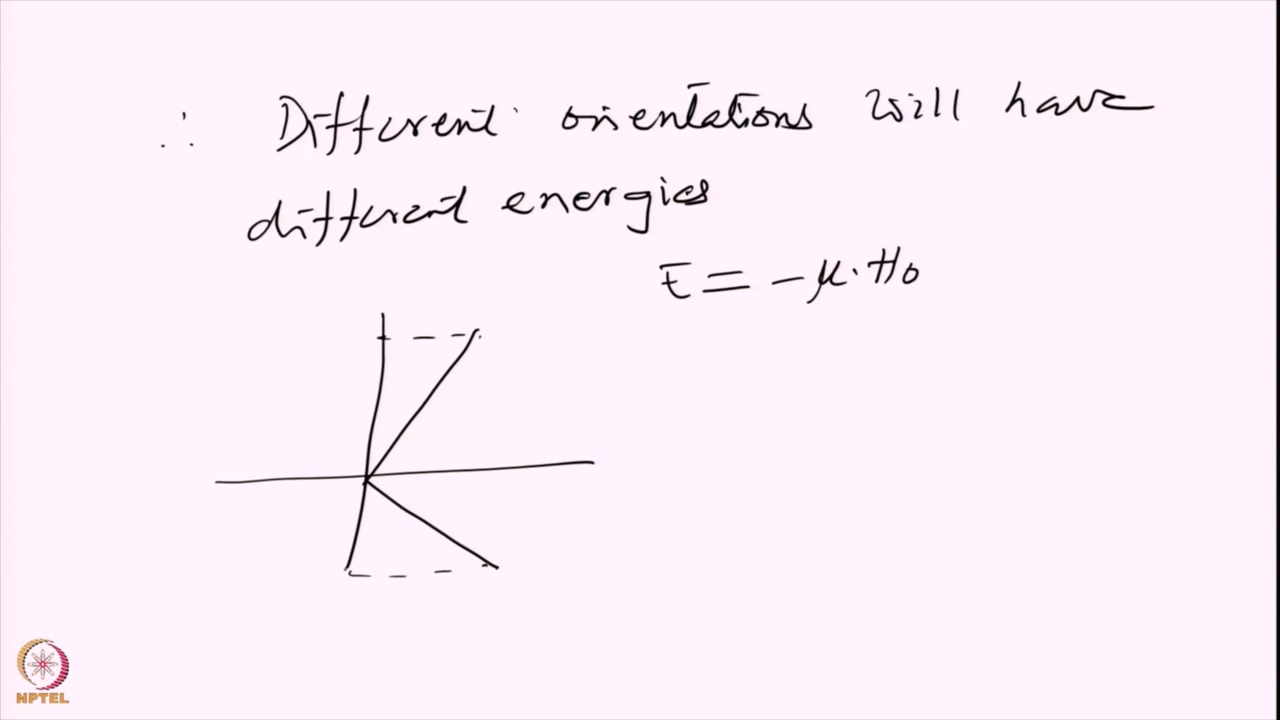 ∴ Different orientations will have
different energies
E = -μ·H₀
NPTEL